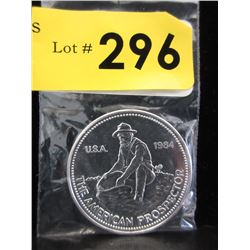 S
Lot # 296
U.S.A. 1984
THE AMERICAN PROSPECTOR